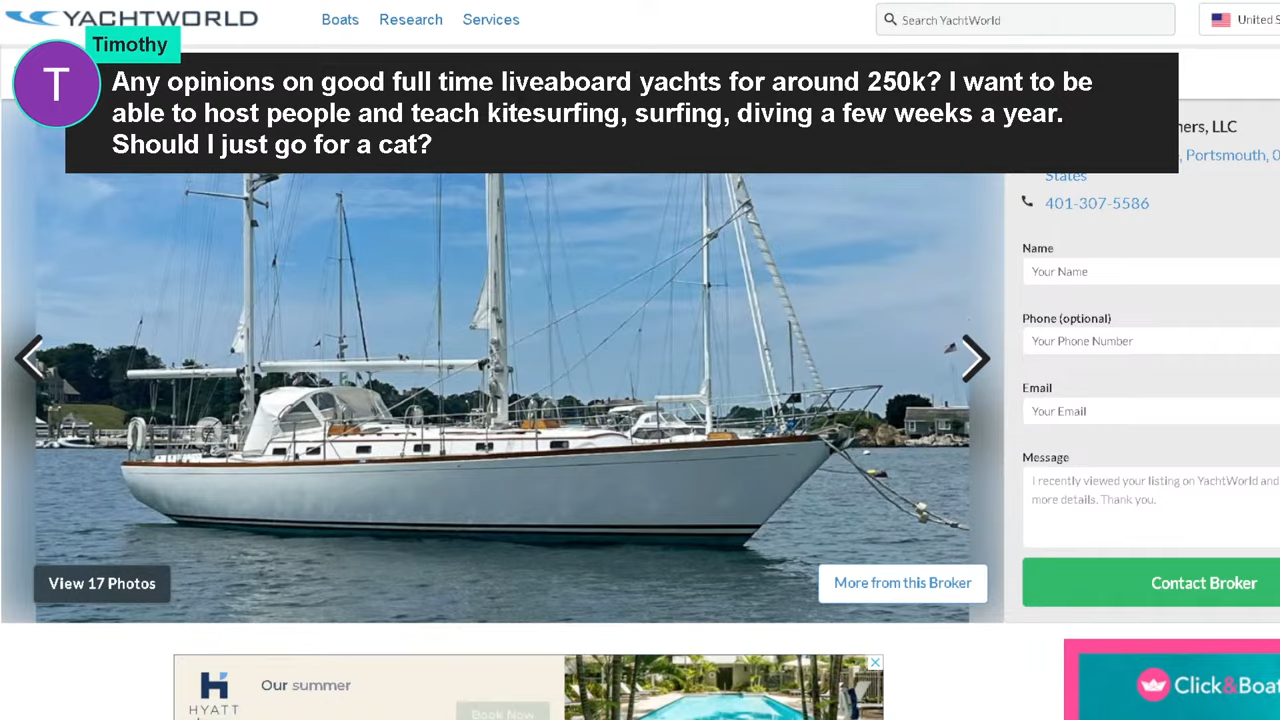 YACHTWORLD
Boats Research Services
Search YachtWorld
United S
Timothy
T
Any opinions on good full time liveaboard yachts for around 250k? I want to be
able to host people and teach kitesurfing, surfing, diving a few weeks a year.
Should I just go for a cat?
ners, LLC
, Portsmouth, 0
States
401-307-5586
Name
Your Name
Phone (optional)
Your Phone Number
Email
Your Email
Message
I recently viewed your listing on YachtWorld and
more details. Thank you.
View 17 Photos
More from this Broker
Contact Broker
Our summer
HYATT
Book Now
Click&Boat